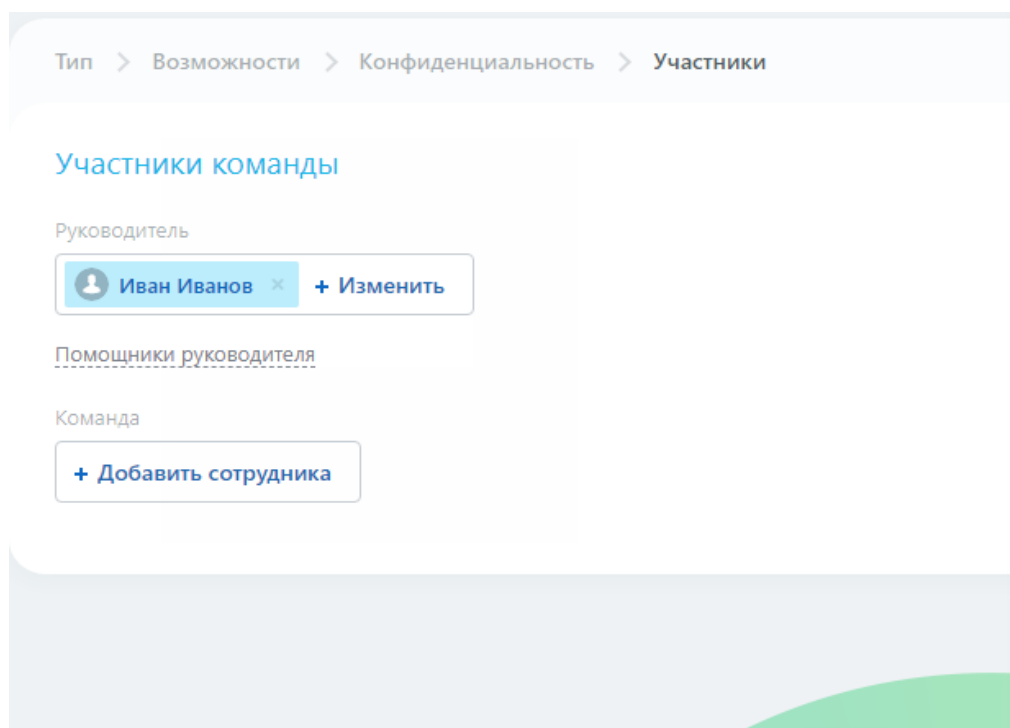 Тип > Возможности > Конфиденциальность > Участники
Участники команды
Руководитель
Иван Иванов × + Изменить
Помощники руководителя
Команда
+ Добавить сотрудника